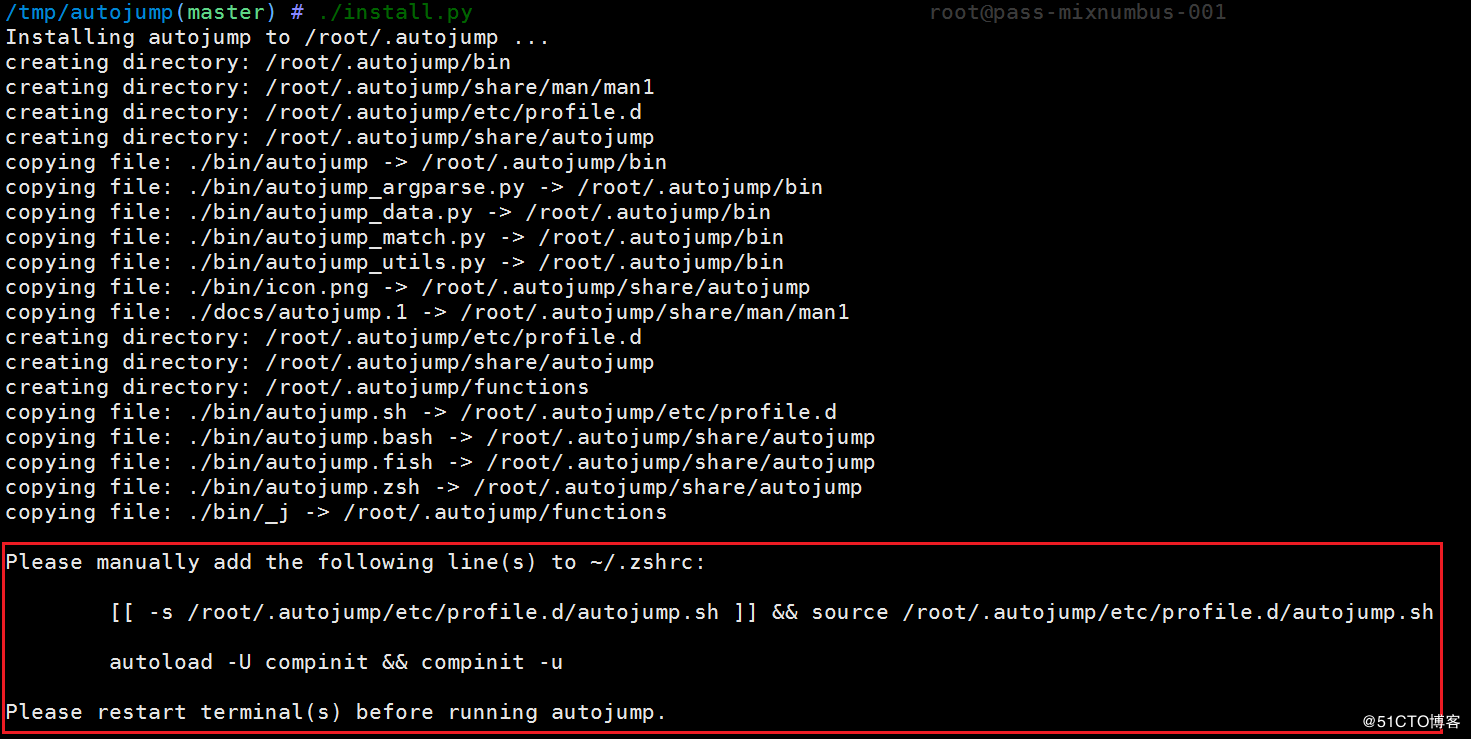 /tmp/autojump(master) # ./install.py root@pass-mixnumbus-001
Installing autojump to /root/.autojump ...
creating directory: /root/.autojump/bin
creating directory: /root/.autojump/share/man/man1
creating directory: /root/.autojump/etc/profile.d
creating directory: /root/.autojump/share/autojump
copying file: ./bin/autojump -> /root/.autojump/bin
copying file: ./bin/autojump_argparse.py -> /root/.autojump/bin
copying file: ./bin/autojump_data.py -> /root/.autojump/bin
copying file: ./bin/autojump_match.py -> /root/.autojump/bin
copying file: ./bin/autojump_utils.py -> /root/.autojump/bin
copying file: ./bin/icon.png -> /root/.autojump/share/autojump
copying file: ./docs/autojump.1 -> /root/.autojump/share/man/man1
creating directory: /root/.autojump/etc/profile.d
creating directory: /root/.autojump/share/autojump
creating directory: /root/.autojump/functions
copying file: ./bin/autojump.sh -> /root/.autojump/etc/profile.d
copying file: ./bin/autojump.bash -> /root/.autojump/share/autojump
copying file: ./bin/autojump.fish -> /root/.autojump/share/autojump
copying file: ./bin/autojump.zsh -> /root/.autojump/share/autojump
copying file: ./bin/_j -> /root/.autojump/functions
Please manually add the following line(s) to ~/.zshrc:
[[ -s /root/.autojump/etc/profile.d/autojump.sh ]] && source /root/.autojump/etc/profile.d/autojump.sh
autoload -U compinit && compinit -u
Please restart terminal(s) before running autojump.
@51CTO博客